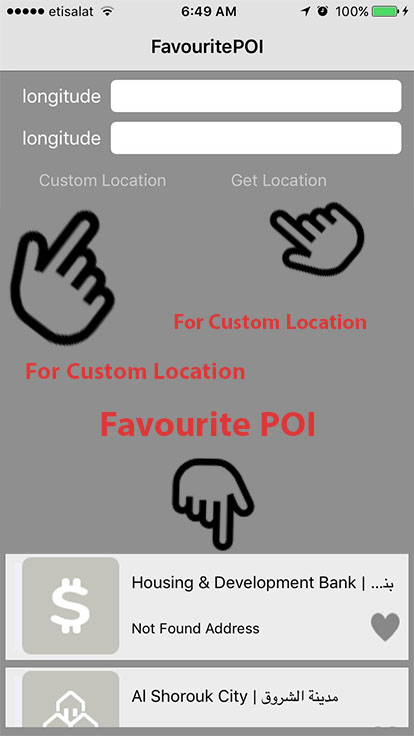 etisalat 6:49 AM 100%
FavouritePOI
longitude
longitude
Custom Location Get Location
For Custom Location
For Custom Location
Favourite POI
Housing & Development Bank | بنـ...
Not Found Address
Al Shorouk City | مدينة الشروق